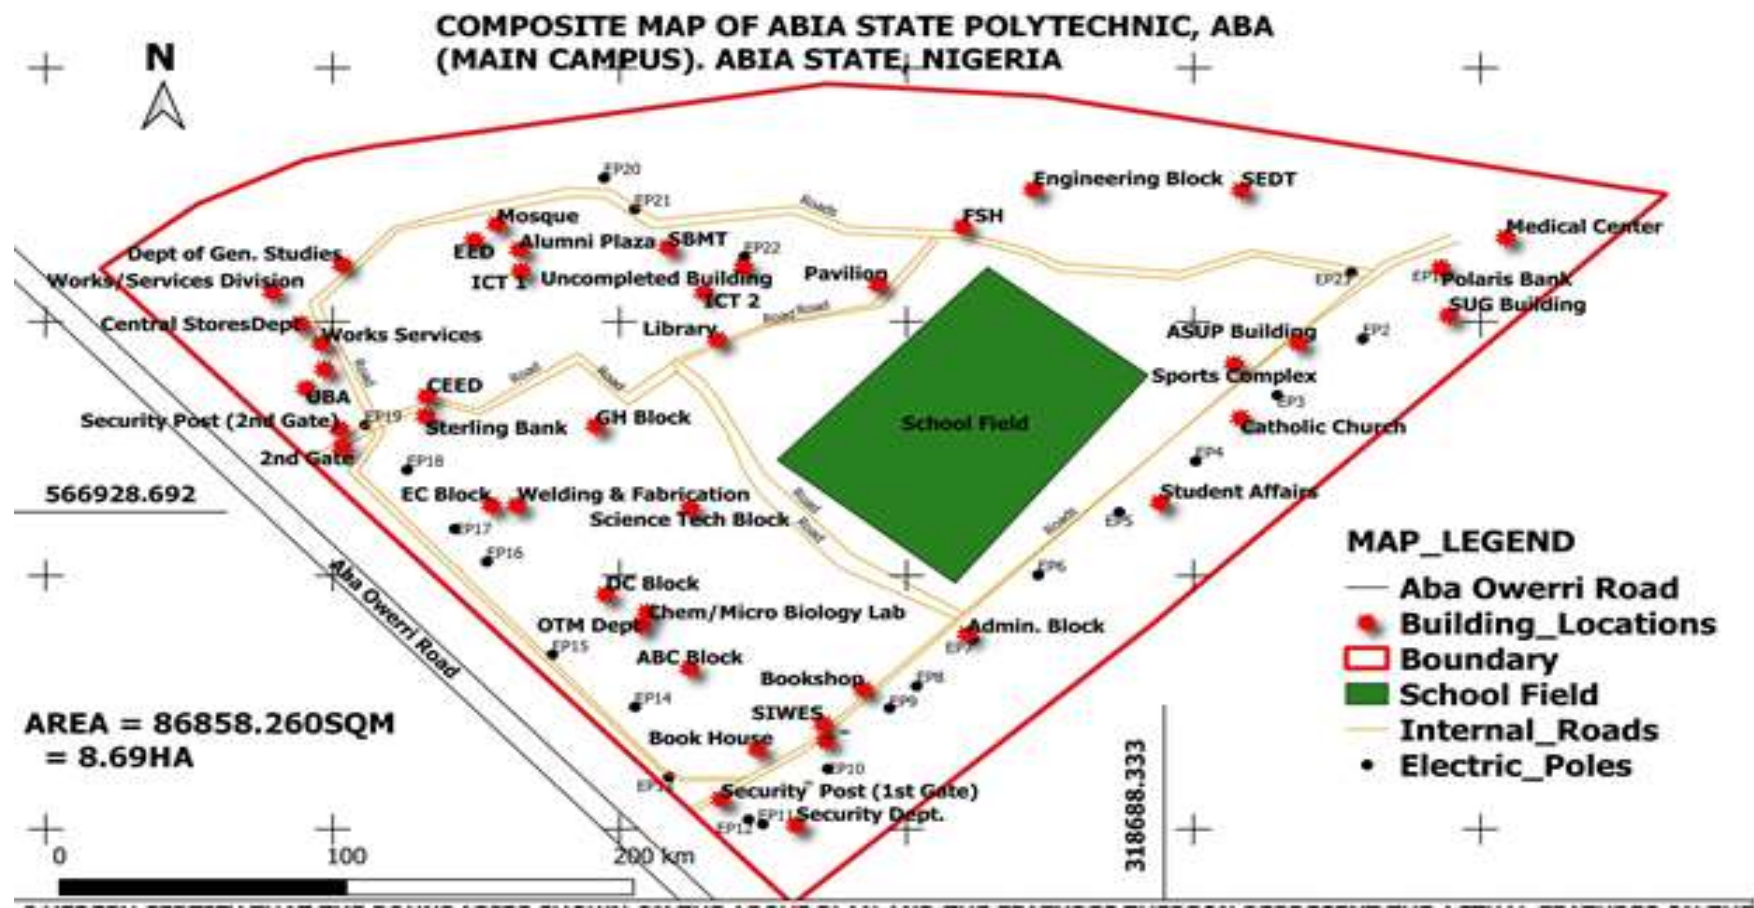 COMPOSITE MAP OF ABIA STATE POLYTECHNIC, ABA
(MAIN CAMPUS). ABIA STATE, NIGERIA
N
EP20
EP21
Roads
Engineering Block
SEDT
FSH
Medical Center
Mosque
EED
Alumni Plaza
SBMT
EP22
Dept of Gen. Studies
Works/Services Division
ICT 1
Uncompleted Building
ICT 2
Pavilion
Polaris Bank
SUG Building
Central StoresDept
Works Services
Library
Road
Road
ASUP Building
EP2
Road
Road
Road
CEED
UBA
Sports Complex
EP3
Security Post (2nd Gate)
EP19
Sterling Bank
GH Block
School Field
Catholic Church
2nd Gate
EP18
EP4
566928.692
EC Block
Welding & Fabrication
Science Tech Block
Road
Road
Student Affairs
EP5
Roads
EP17
EP16
EP6
Aba Owerri Road
DC Block
Chem/Micro Biology Lab
OTM Dept
Admin. Block
EP7
EP15
ABC Block
Bookshop
EP8
EP9
EP14
SIWES
Book House
EP10
Security Post (1st Gate)
EP12
EP11
Security Dept.
AREA = 86858.260SQM
= 8.69HA
318688.333
0 100 200 km
MAP_LEGEND
Aba Owerri Road
Building_Locations
Boundary
School Field
Internal_Roads
Electric_Poles